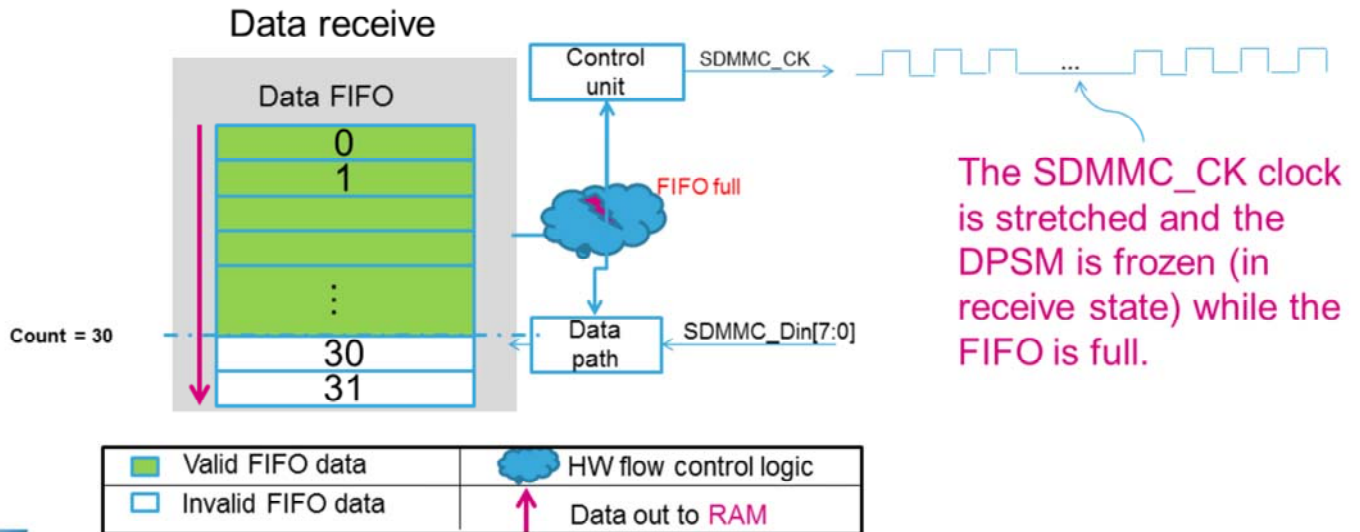 Data receive
Data FIFO
0
1
⋮
Count = 30
30
31
Control
unit
SDMMC_CK
...
FIFO full
Data
path
SDMMC_Din[7:0]
The SDMMC_CK clock
is stretched and the
DPSM is frozen (in
receive state) while the
FIFO is full.
Valid FIFO data
HW flow control logic
Invalid FIFO data
Data out to RAM